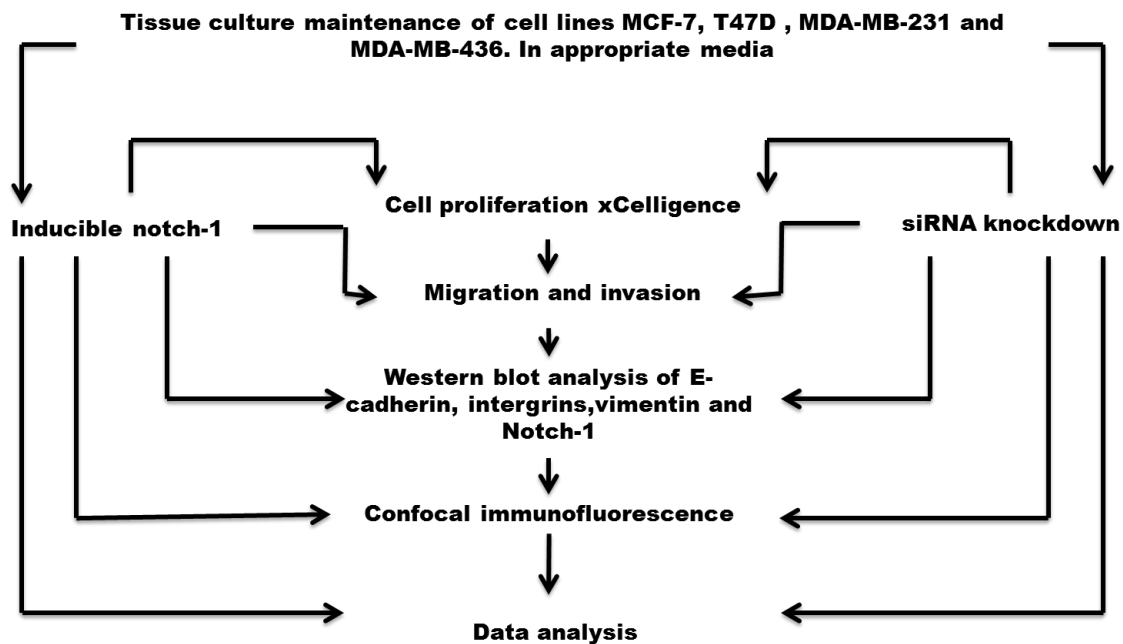 Tissue culture maintenance of cell lines MCF-7, T47D , MDA-MB-231 and
MDA-MB-436. In appropriate media
Cell proliferation xCelligence
Inducible notch-1
siRNA knockdown
Migration and invasion
Western blot analysis of E-
cadherin, intergrins,vimentin and
Notch-1
Confocal immunofluorescence
Data analysis